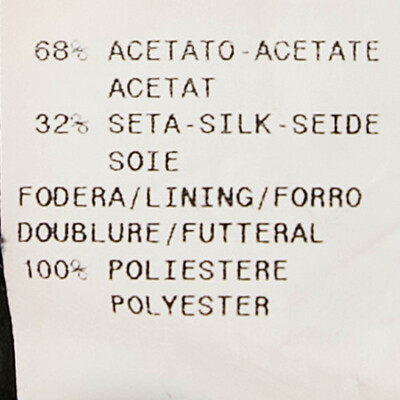 68% ACETATO-ACETATE
ACETAT
32% SETA-SILK-SEIDE
SOIE
FODERA/LINING/FORRO
DOUBLURE/FUTTERAL
100% POLIESTERE
POLYESTER